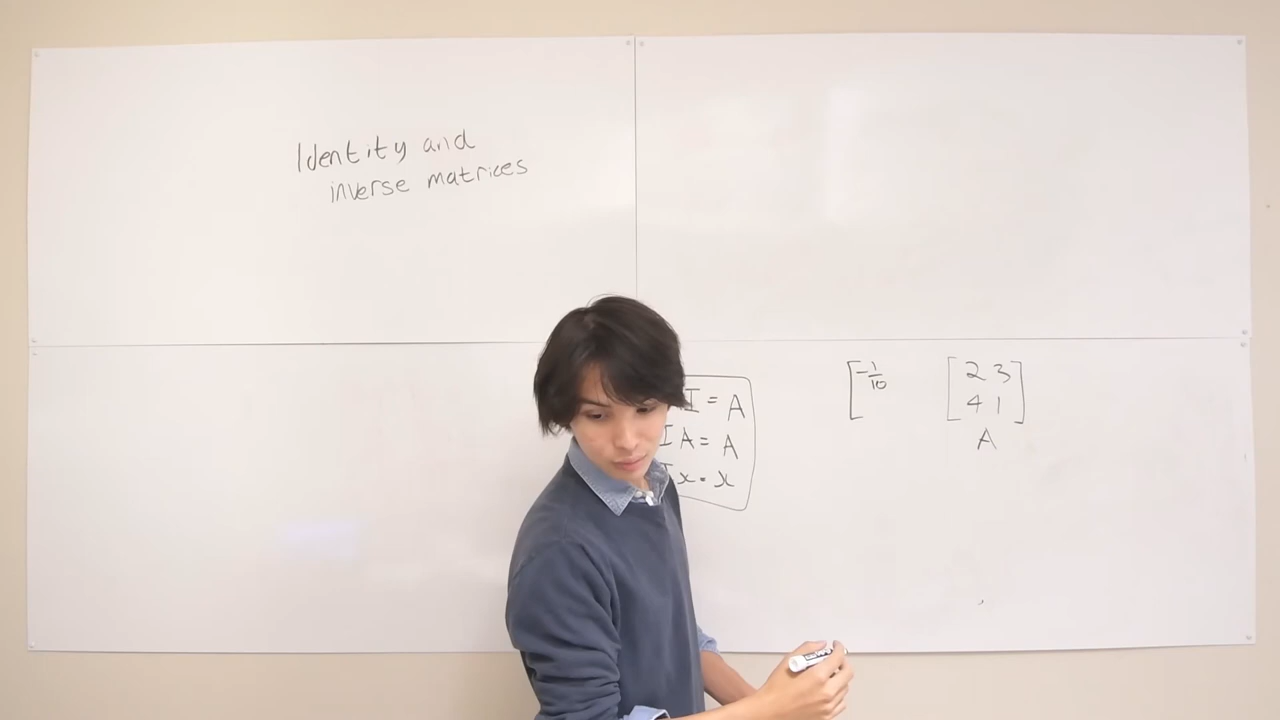 Identity and
inverse matrices
I = A
I A = A
I x = x
[ -1/10
[ 2 3
4 1 ]
A